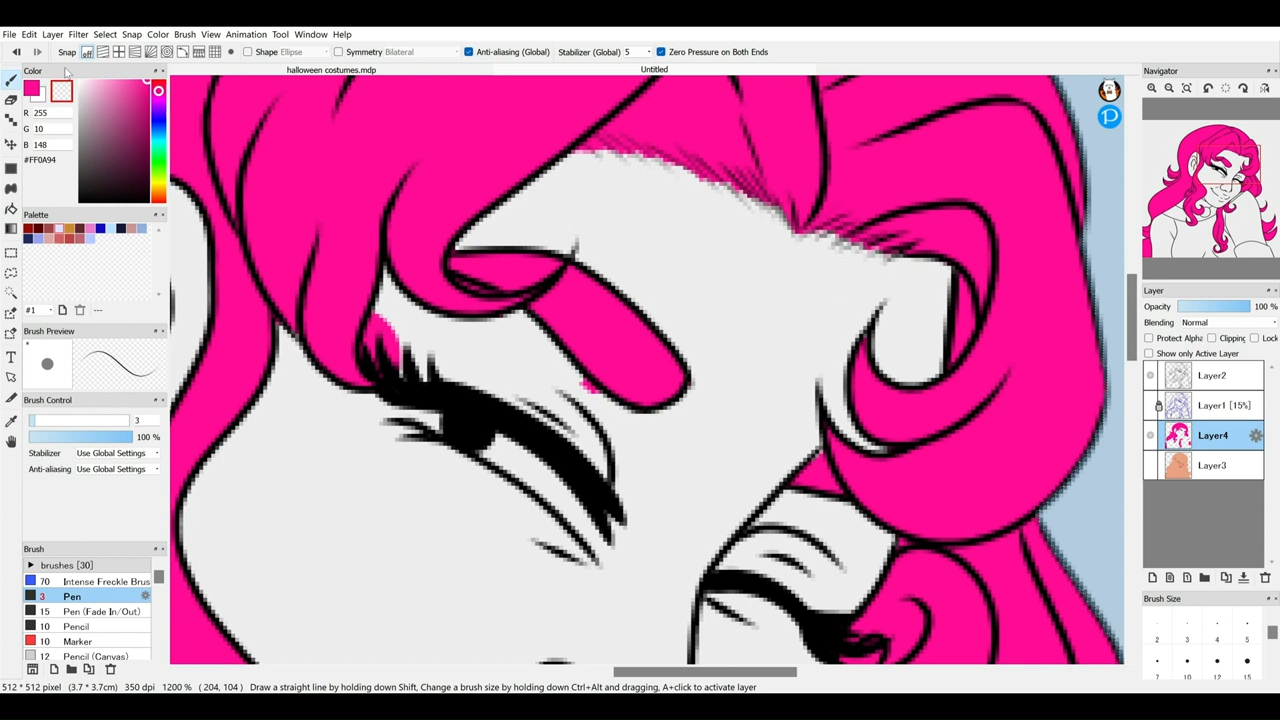 File Edit Layer Filter Select Snap Color Brush View Animation Tool Window Help
Snap off Shape Ellipse Symmetry Bilateral Anti-aliasing (Global) Stabilizer (Global) 5 Zero Pressure on Both Ends
Color
halloween costumes.mdp
Untitled
R 255
G 10
B 148
#FF0A94
Palette
#1
---
Brush Preview
Brush Control
3
100 %
Stabilizer Use Global Settings
Anti-aliasing Use Global Settings
Brush
brushes [30]
70 Intense Freckle Brus
3 Pen
15 Pen (Fade In/Out)
10 Pencil
10 Marker
12 Pencil (Canvas)
Navigator
Layer
Opacity 100 %
Blending Normal
Protect Alpha Clipping Lock
Show only Active Layer
Layer2
Layer1 [15%]
Layer4
Layer3
Brush Size
2 3 4 5
7 10 12 15
512 * 512 pixel (3.7 * 3.7cm) 350 dpi 1200 % ( 204, 104 ) Draw a straight line by holding down Shift, Change a brush size by holding down Ctrl+Alt and dragging, A+click to activate layer